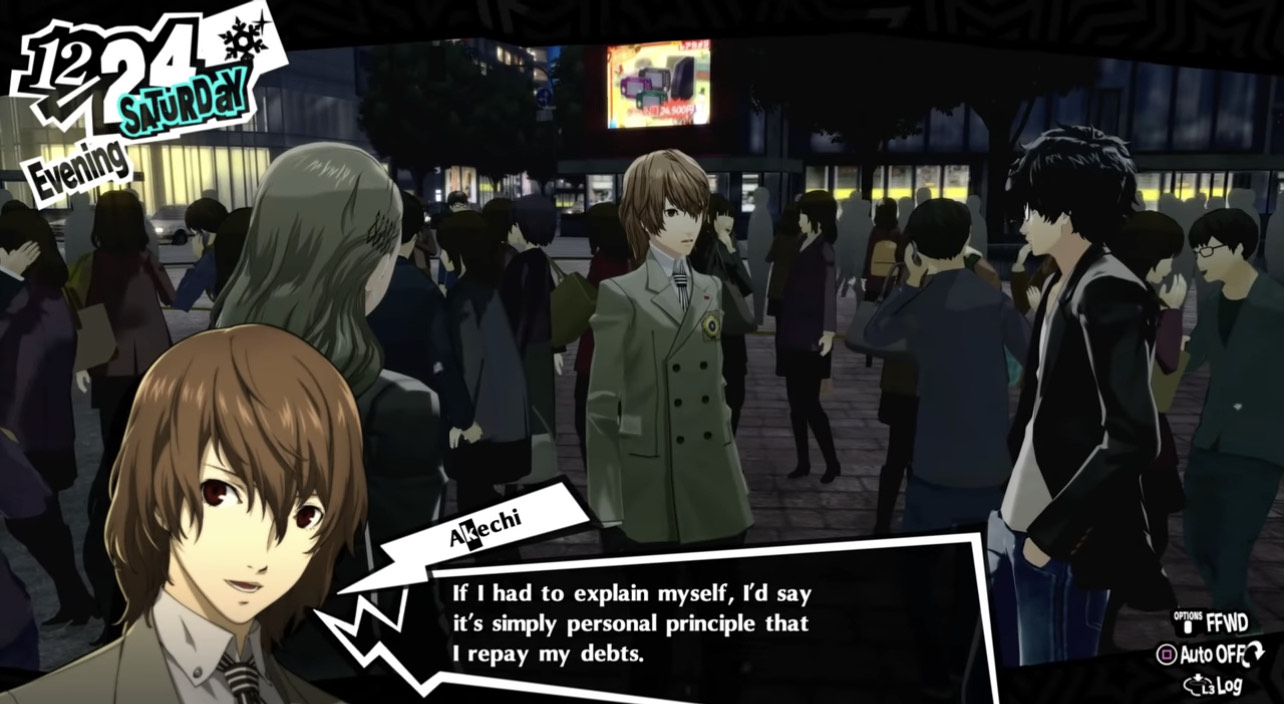 12/24
SATURDAY
Evening
Akechi
If I had to explain myself, I'd say
it's simply personal principle that
I repay my debts.
OPTIONS FFWD
Auto OFF
L3 Log